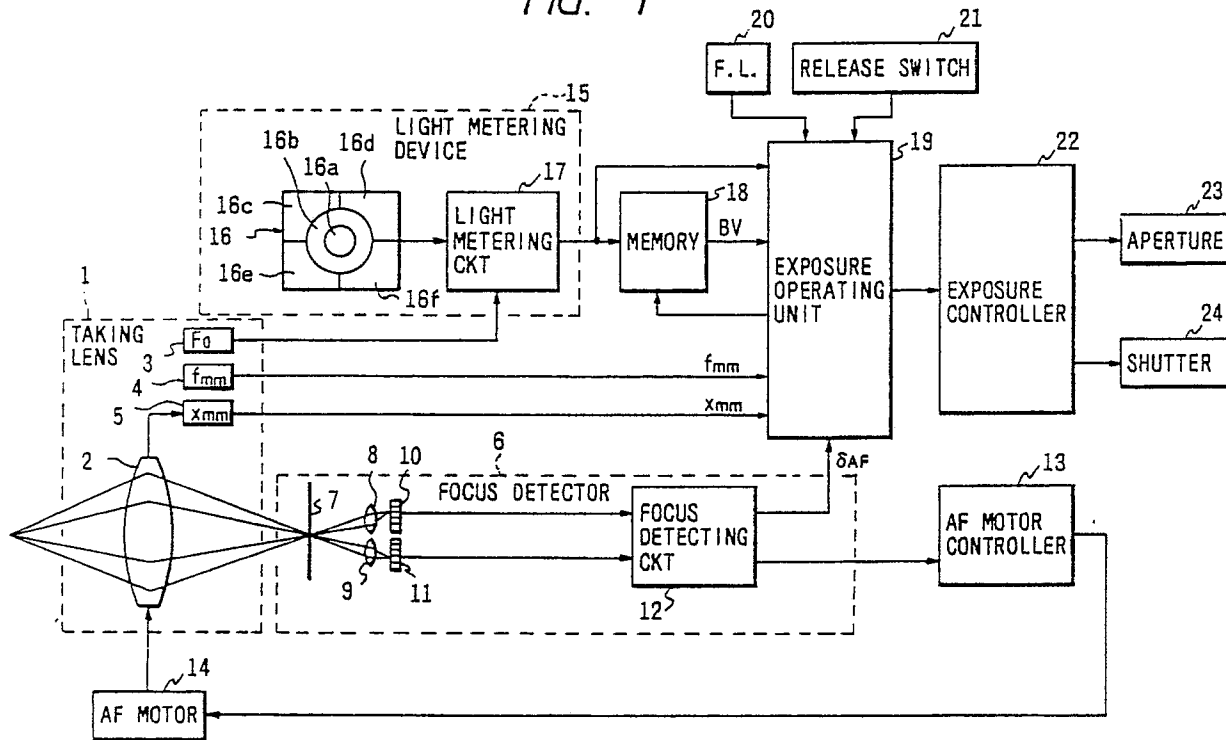 FIG. 1
20
21
F.L.
RELEASE SWITCH
15
LIGHT METERING
DEVICE
16b
16d
16a
16c
16
16e
16f
17
LIGHT
METERING
CKT
18
MEMORY
BV
19
EXPOSURE
OPERATING
UNIT
22
EXPOSURE
CONTROLLER
23
APERTURE
24
SHUTTER
1
TAKING
LENS
3
Fo
4
fmm
fmm
5
xmm
xmm
2
6
δAF
FOCUS DETECTOR
7
8
10
9
11
FOCUS
DETECTING
CKT
12
13
AF MOTOR
CONTROLLER
14
AF MOTOR